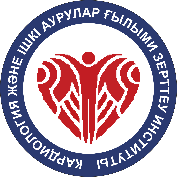 КАРДИОЛОГИЯ ЖӘНЕ ІШКІ АУРУЛАР ҒЫЛЫМИ ЗЕРТТЕУ ИНСТИТУТЫ